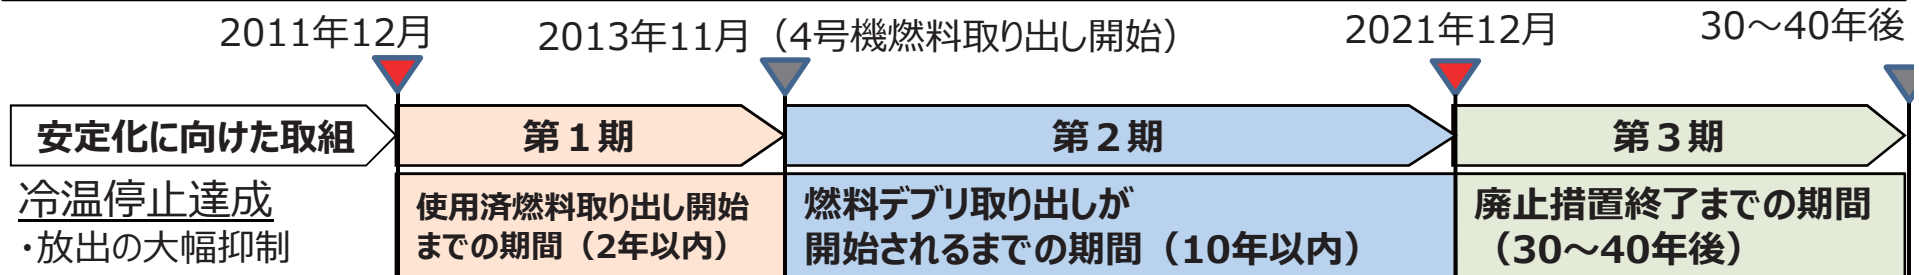 2011年12月
2013年11月（4号機燃料取り出し開始）
2021年12月
30～40年後
安定化に向けた取組
第１期
第２期
第３期
冷温停止達成
・放出の大幅抑制
使用済燃料取り出し開始
までの期間（2年以内）
燃料デブリ取り出しが
開始されるまでの期間（10年以内）
廃止措置終了までの期間
（30～40年後）